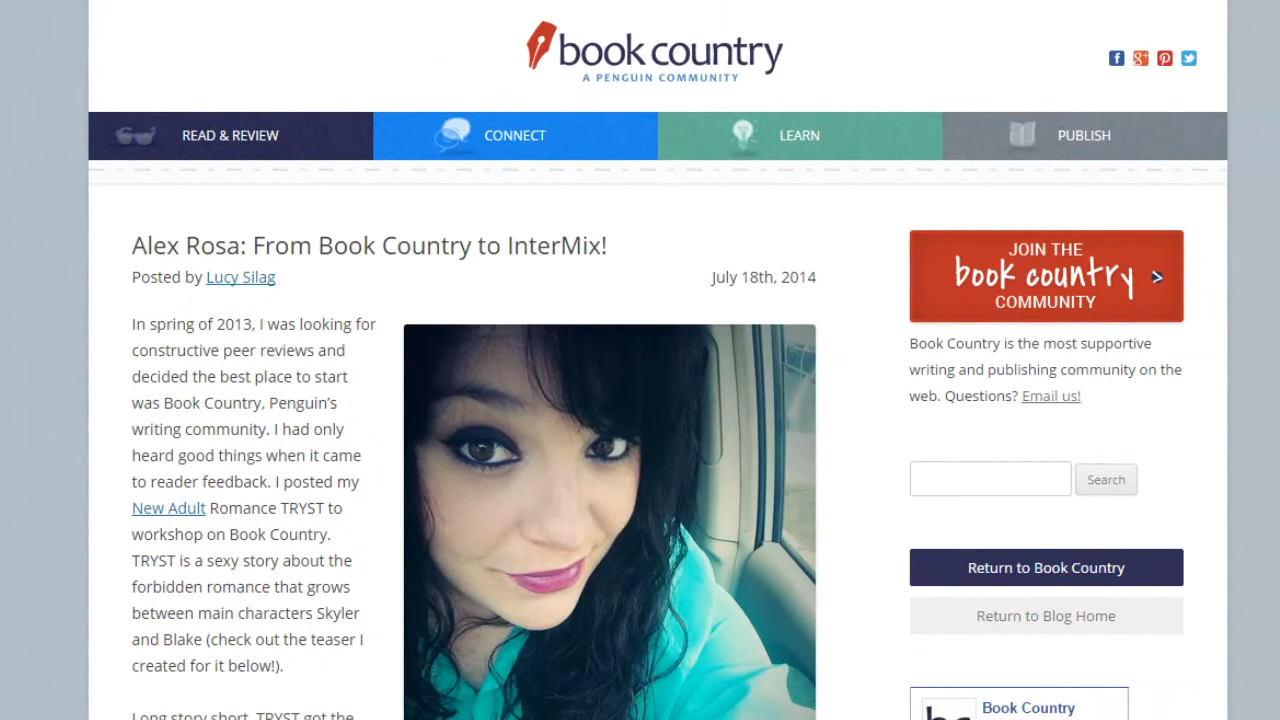 book country
A PENGUIN COMMUNITY
READ & REVIEW
CONNECT
LEARN
PUBLISH
Alex Rosa: From Book Country to InterMix!
Posted by Lucy Silag
July 18th, 2014
In spring of 2013, I was looking for
constructive peer reviews and
decided the best place to start
was Book Country, Penguin's
writing community. I had only
heard good things when it came
to reader feedback. I posted my
New Adult Romance TRYST to
workshop on Book Country.
TRYST is a sexy story about the
forbidden romance that grows
between main characters Skyler
and Blake (check out the teaser I
created for it below!).
Long story short, TRYST got the
JOIN THE
book country
COMMUNITY
Book Country is the most supportive
writing and publishing community on the
web. Questions? Email us!
Search
Return to Book Country
Return to Blog Home
Book Country